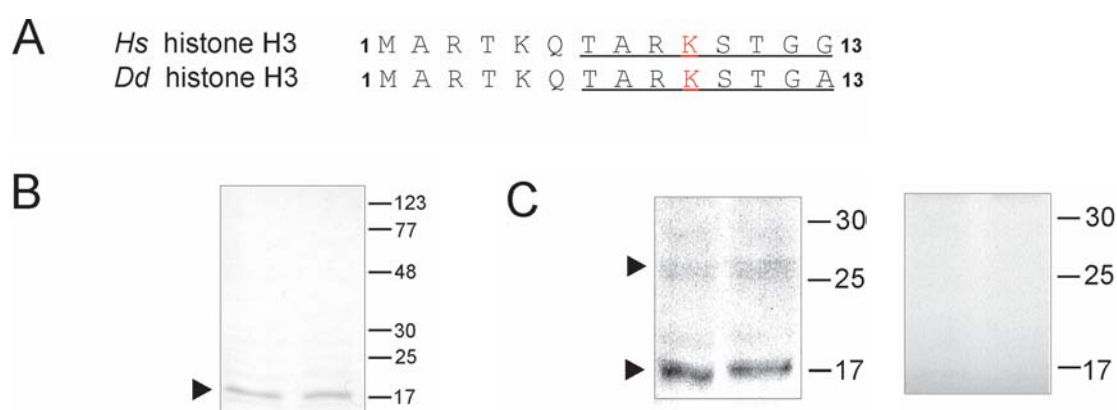 A
Hs histone H3 1 M A R T K Q T A R K S T G G 13
Dd histone H3 1 M A R T K Q T A R K S T G A 13
B
—123
—77
—48
—30
—25
—17
C
—30
—25
—17
—30
—25
—17